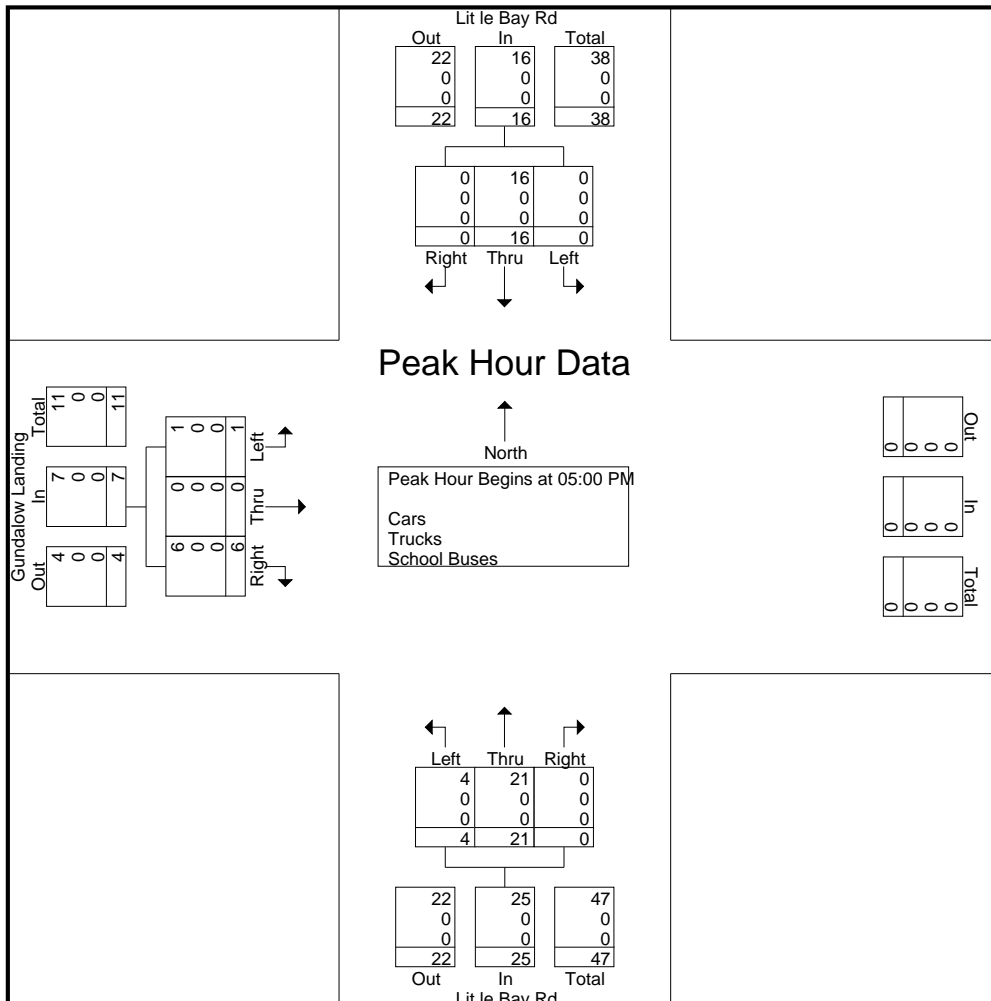 Lit le Bay Rd
Out In Total
22 16 38
0 0 0
0 0 0
22 16 38
0 16 0
0 0 0
0 0 0
0 16 0
Right Thru Left
Peak Hour Data
North
Peak Hour Begins at 05:00 PM
Cars
Trucks
School Buses
Gundalow Landing
Total
11 0 0 11
In
7 0 0 7
Out
4 0 0 4
1 0 0 1
Left
0 0 0 0
Thru
6 0 0 6
Right
Out
0 0 0 0
In
0 0 0 0
Total
0 0 0 0
Left Thru Right
4 21 0
0 0 0
0 0 0
4 21 0
22 25 47
0 0 0
0 0 0
22 25 47
Out In Total
Lit le Bay Rd